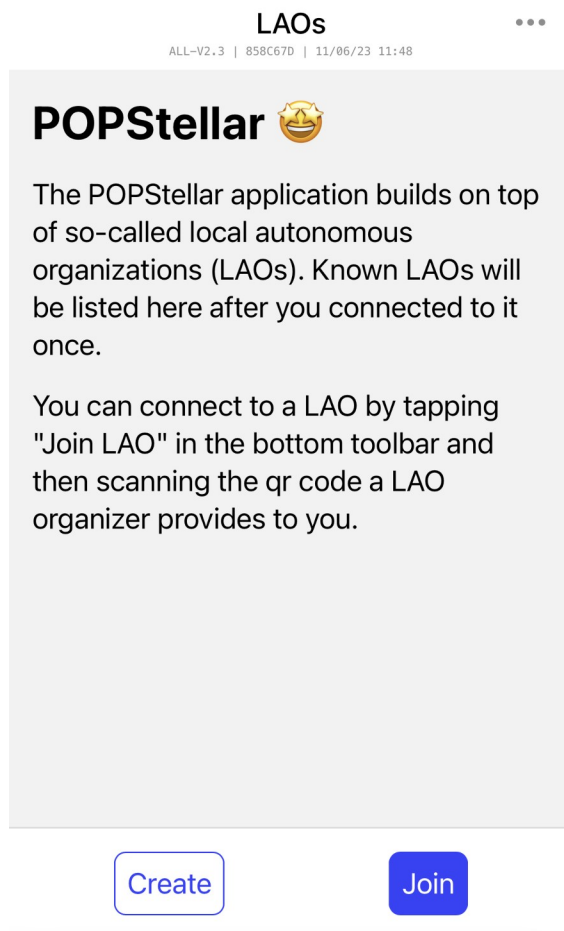 LAOs
ALL-V2.3 | 858C67D | 11/06/23 11:48
POPStellar 🤩
The POPStellar application builds on top
of so-called local autonomous
organizations (LAOs). Known LAOs will
be listed here after you connected to it
once.
You can connect to a LAO by tapping
"Join LAO" in the bottom toolbar and
then scanning the qr code a LAO
organizer provides to you.
Create
Join